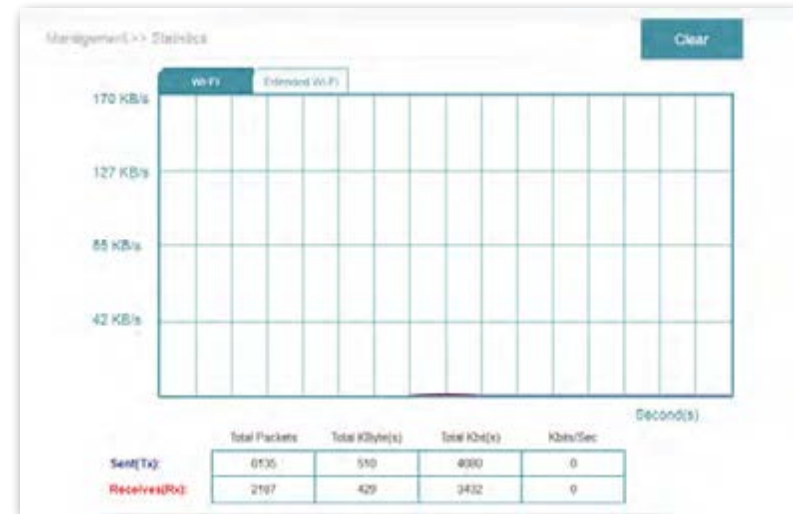 Management >> Statistics
Clear
Wi-Fi
Extended Wi-Fi
170 KB/s
127 KB/s
85 KB/s
42 KB/s
Second(s)
Total Packets Total KByte(s) Total Kbit(s) Kbits/Sec
Sent(Tx): 510 4080 0
Receives(Rx): 2187 429 3432 0